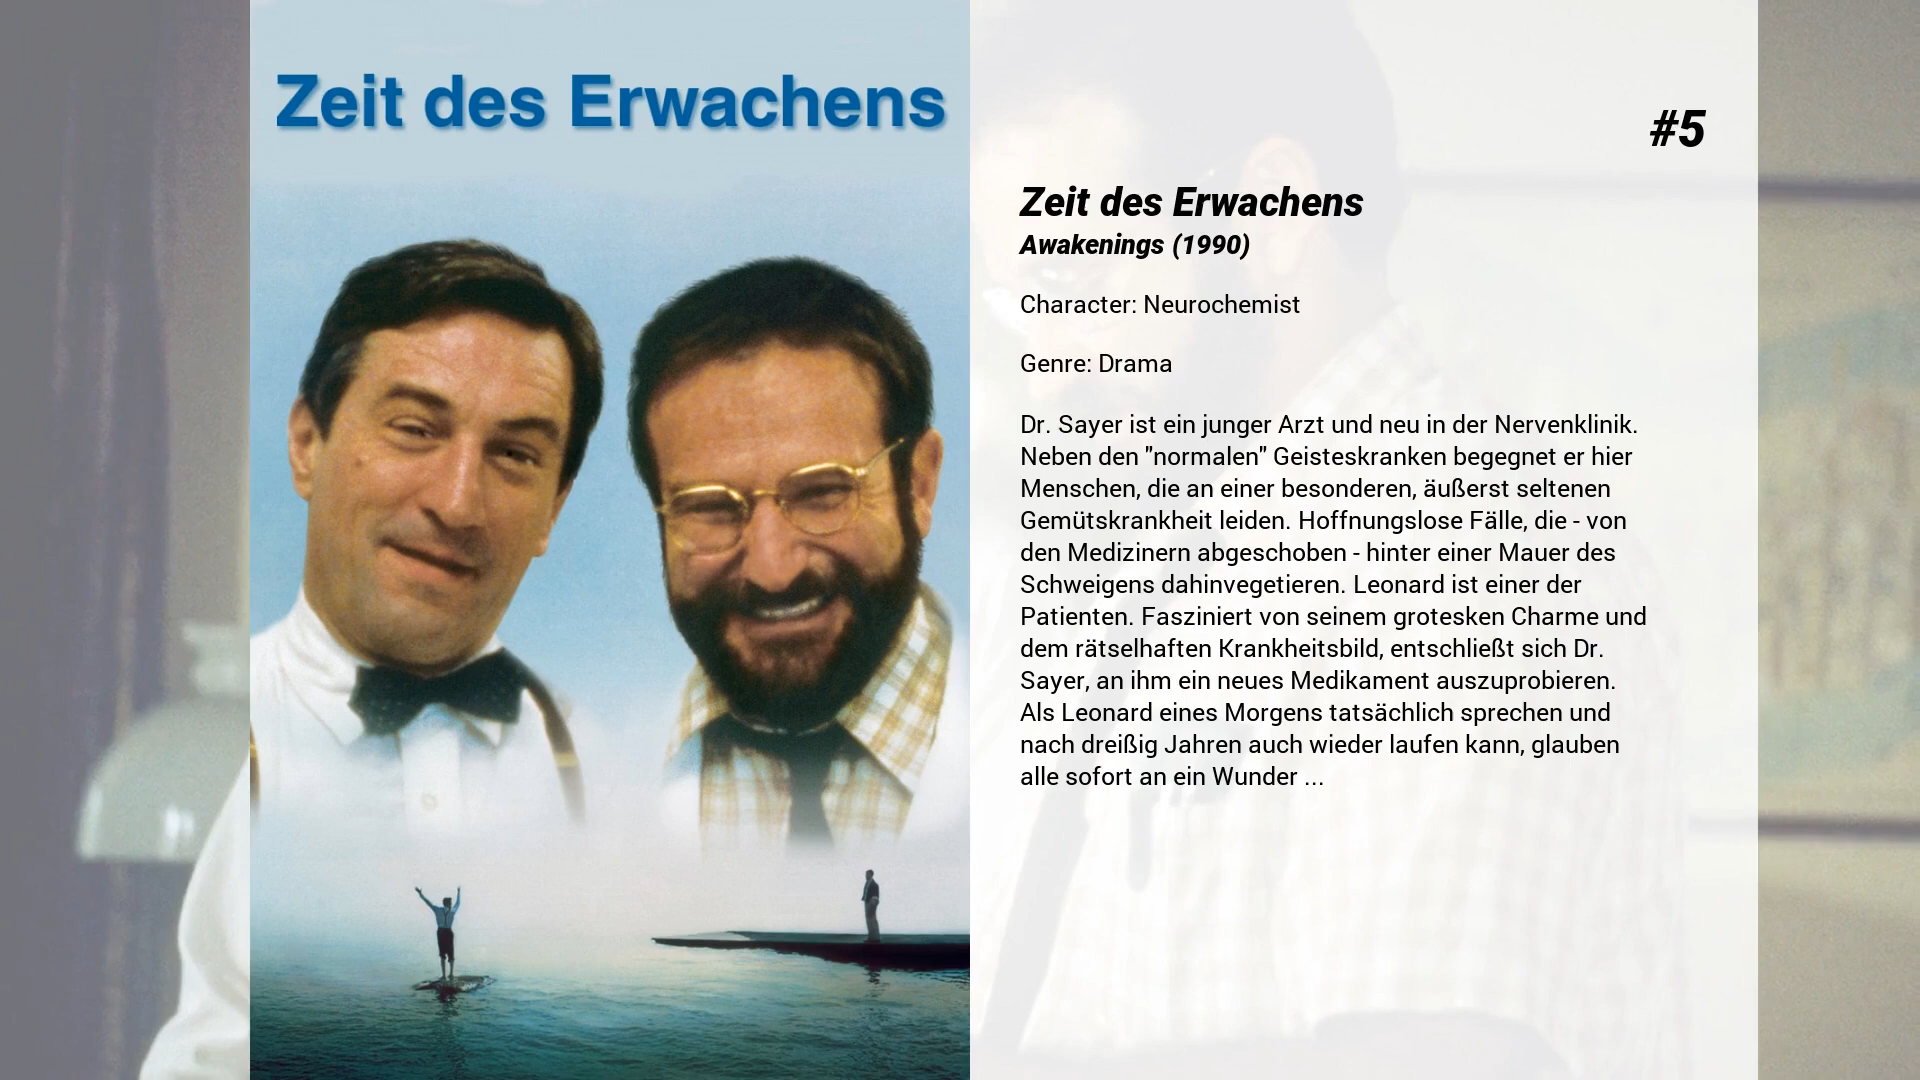 Zeit des Erwachens
#5
Zeit des Erwachens
Awakenings (1990)
Character: Neurochemist
Genre: Drama
Dr. Sayer ist ein junger Arzt und neu in der Nervenklinik.
Neben den "normalen" Geisteskranken begegnet er hier
Menschen, die an einer besonderen, äußerst seltenen
Gemütskrankheit leiden. Hoffnungslose Fälle, die - von
den Medizinern abgeschoben - hinter einer Mauer des
Schweigens dahinvegetieren. Leonard ist einer der
Patienten. Fasziniert von seinem grotesken Charme und
dem rätselhaften Krankheitsbild, entschließt sich Dr.
Sayer, an ihm ein neues Medikament auszuprobieren.
Als Leonard eines Morgens tatsächlich sprechen und
nach dreißig Jahren auch wieder laufen kann, glauben
alle sofort an ein Wunder ...